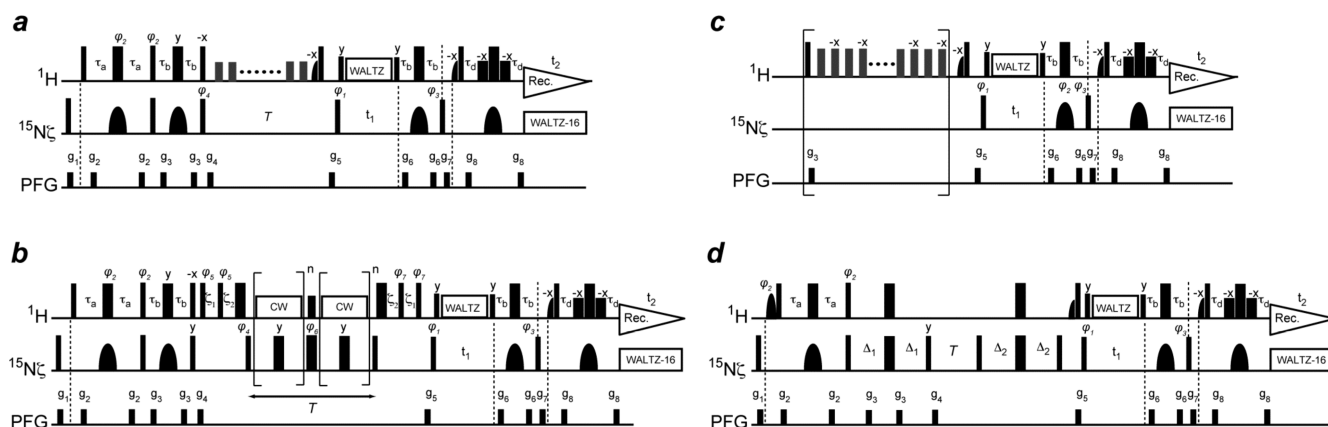 a
φ2 φ2 y -x -x y y -x -x -x t2
1H τa τa τb τb WALTZ τb τb τd τd Rec.
φ4 φ1 φ3
15Nζ T t1 WALTZ-16
g1 g2 g2 g3 g3 g4 g5 g6 g6 g7 g8 g8
PFG
b
φ2 φ2 y -x φ5 φ5 n n φ7 φ7 y y -x -x -x t2
1H τa τa τb τb ζ1 ζ2 CW CW ζ2 ζ1 WALTZ τb τb τd τd Rec.
y φ4 y φ6 y φ1 φ3
15Nζ t1 WALTZ-16
g1 g2 g2 g3 g3 g4 T g5 g6 g6 g7 g8 g8
PFG
c
-x -x -x -x -x y y -x -x -x t2
1H WALTZ τb τb τd τd Rec.
φ1 φ2 φ3
15Nζ t1 WALTZ-16
g3 g5 g6 g6 g7 g8 g8
PFG
d
φ2 φ2 y y -x -x -x t2
1H τa τa WALTZ τb τb τd τd Rec.
y φ1 φ3
15Nζ Δ1 Δ1 T Δ2 Δ2 t1 WALTZ-16
g1 g2 g2 g3 g3 g4 g5 g6 g6 g7 g8 g8
PFG